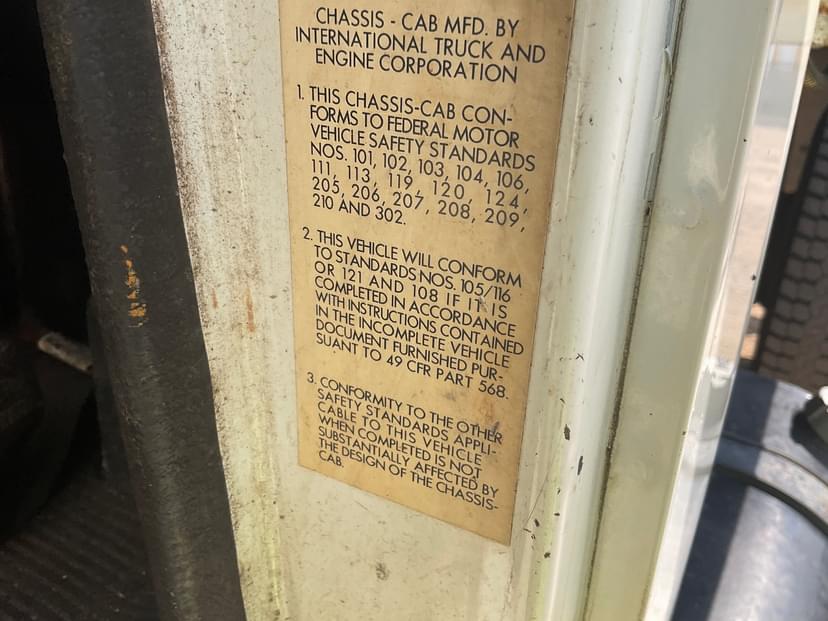 CHASSIS - CAB MFD. BY
INTERNATIONAL TRUCK AND
ENGINE CORPORATION
1. THIS CHASSIS-CAB CON-
FORMS TO FEDERAL MOTOR
VEHICLE SAFETY STANDARDS
NOS. 101, 102, 103, 104, 106,
111, 113, 119, 120, 124,
205, 206, 207, 208, 209,
210 AND 302.
2. THIS VEHICLE WILL CONFORM
TO STANDARDS NOS. 105/116
OR 121 AND 108 IF IT IS
COMPLETED IN ACCORDANCE
WITH INSTRUCTIONS CONTAINED
IN THE INCOMPLETE VEHICLE
DOCUMENT FURNISHED PUR-
SUANT TO 49 CFR PART 568.
3. CONFORMITY TO THE OTHER
SAFETY STANDARDS APPLI-
CABLE TO THIS VEHICLE
WHEN COMPLETED IS NOT
SUBSTANTIALLY AFFECTED BY
THE DESIGN OF THE CHASSIS-
CAB.